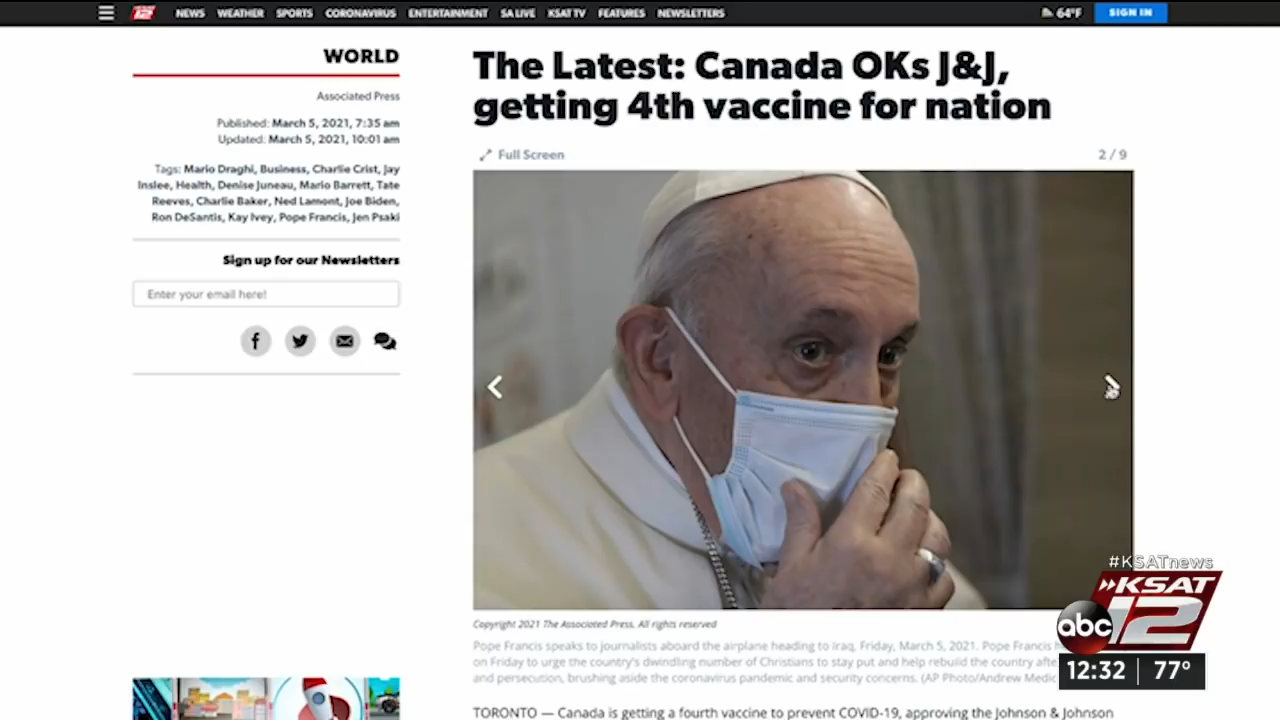 NEWS WEATHER SPORTS CORONAVIRUS ENTERTAINMENT SA LIVE KSAT TV FEATURES NEWSLETTERS 64°F SIGN IN
WORLD
Associated Press
Published: March 5, 2021, 7:35 am
Updated: March 5, 2021, 10:01 am
Tags: Mario Draghi, Business, Charlie Crist, Jay
Inslee, Health, Denise Juneau, Mario Barrett, Tate
Reeves, Charlie Baker, Ned Lamont, Joe Biden,
Ron DeSantis, Kay Ivey, Pope Francis, Jen Psaki
Sign up for our Newsletters
Enter your email here!
The Latest: Canada OKs J&J,
getting 4th vaccine for nation
Full Screen
2 / 9
Copyright 2021 The Associated Press. All rights reserved
Pope Francis speaks to journalists aboard the airplane heading to Iraq, Friday, March 5, 2021. Pope Francis
on Friday to urge the country's dwindling number of Christians to stay put and help rebuild the country
and persecution, brushing aside the coronavirus pandemic and security concerns. (AP Photo/Andrew
TORONTO — Canada is getting a fourth vaccine to prevent COVID-19, approving the Johnson & Johnson
#KSATnews
KSAT
abc 12
12:32 77°